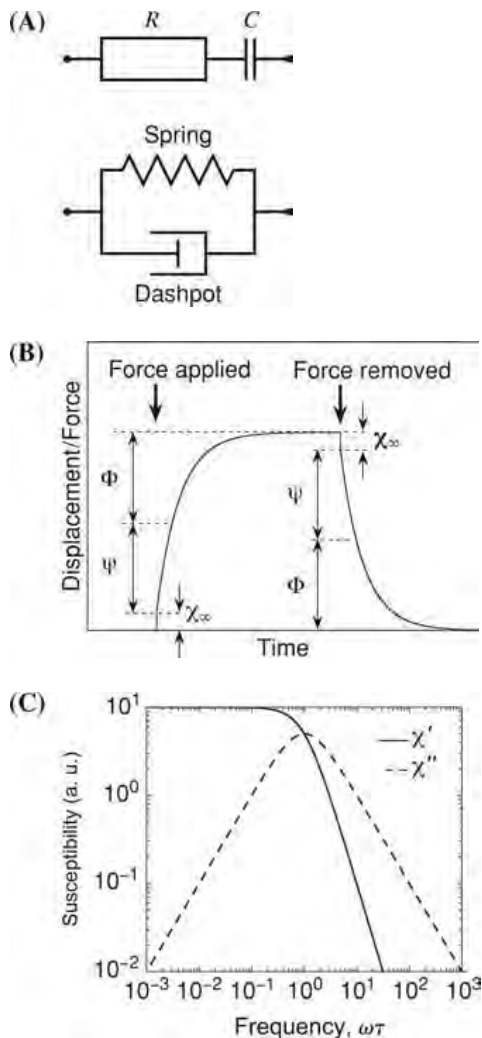 (A)
R C
Spring
Dashpot
(B)
Force applied Force removed
Displacement/Force
Φ
ψ
χ∞
χ∞
ψ
Φ
Time
(C)
Susceptibility (a. u.)
10¹
10⁰
10⁻¹
10⁻²
χ'
χ''
10⁻³ 10⁻² 10⁻¹ 10⁰ 10¹ 10² 10³
Frequency, ωτ